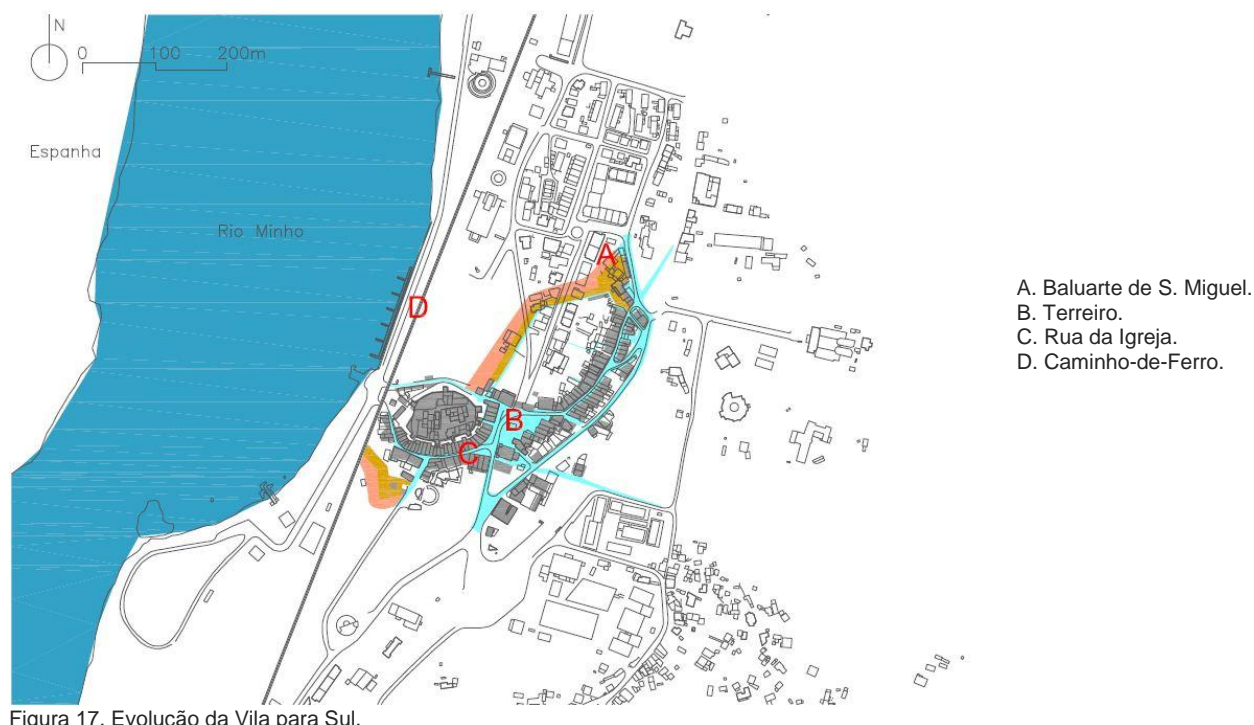 N
0 100 200m
Espanha
Rio Minho
A
D
B
C
A. Baluarte de S. Miguel.
B. Terreiro.
C. Rua da Igreja.
D. Caminho-de-Ferro.
Figura 17. Evolução da Vila para Sul.